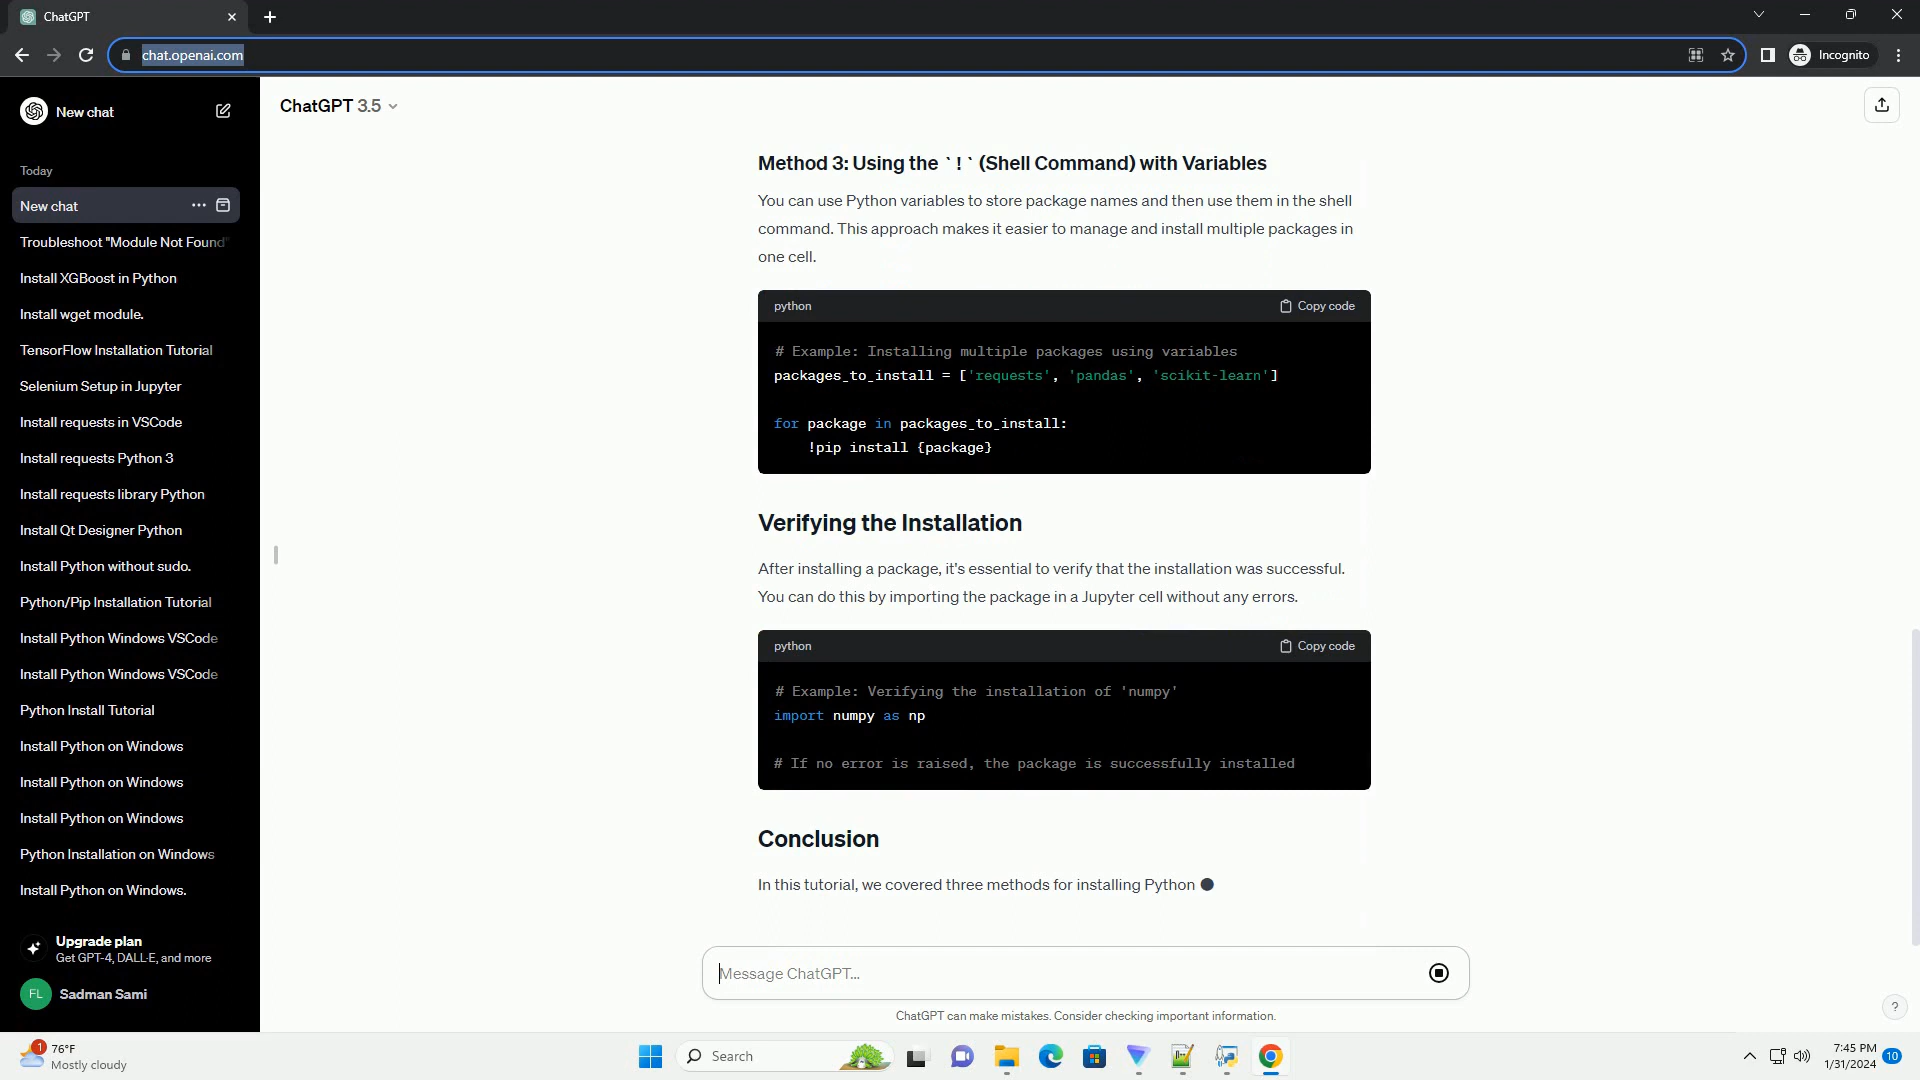 ChatGPT
chat.openai.com
Incognito
New chat
ChatGPT 3.5
Today
New chat
Troubleshoot "Module Not Found"
Install XGBoost in Python
Install wget module.
TensorFlow Installation Tutorial
Selenium Setup in Jupyter
Install requests in VSCode
Install requests Python 3
Install requests library Python
Install Qt Designer Python
Install Python without sudo.
Python/Pip Installation Tutorial
Install Python Windows VSCode
Install Python Windows VSCode
Python Install Tutorial
Install Python on Windows
Install Python on Windows
Install Python on Windows
Python Installation on Windows
Install Python on Windows.
Upgrade plan
Get GPT-4, DALL·E, and more
FL
Sadman Sami
Method 3: Using the `!` (Shell Command) with Variables
You can use Python variables to store package names and then use them in the shell
command. This approach makes it easier to manage and install multiple packages in
one cell.
python
Copy code
# Example: Installing multiple packages using variables
packages_to_install = ['requests', 'pandas', 'scikit-learn']
for package in packages_to_install:
!pip install {package}
Verifying the Installation
After installing a package, it's essential to verify that the installation was successful.
You can do this by importing the package in a Jupyter cell without any errors.
python
Copy code
# Example: Verifying the installation of 'numpy'
import numpy as np
# If no error is raised, the package is successfully installed
Conclusion
In this tutorial, we covered three methods for installing Python
Message ChatGPT...
ChatGPT can make mistakes. Consider checking important information.
?
1
76°F
Mostly cloudy
Search
7:45 PM
1/31/2024
10